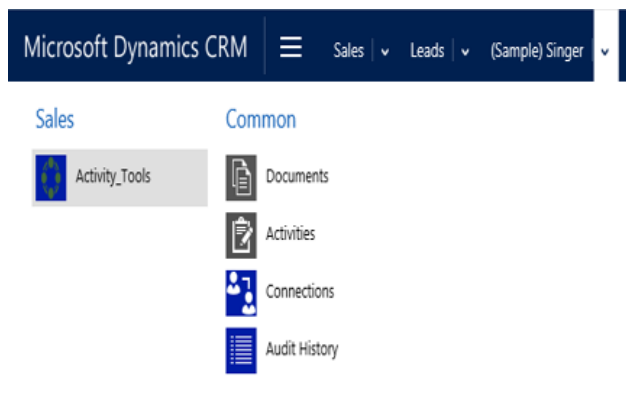 Microsoft Dynamics CRM Sales Leads (Sample) Singer
Sales
Activity_Tools
Common
Documents
Activities
Connections
Audit History